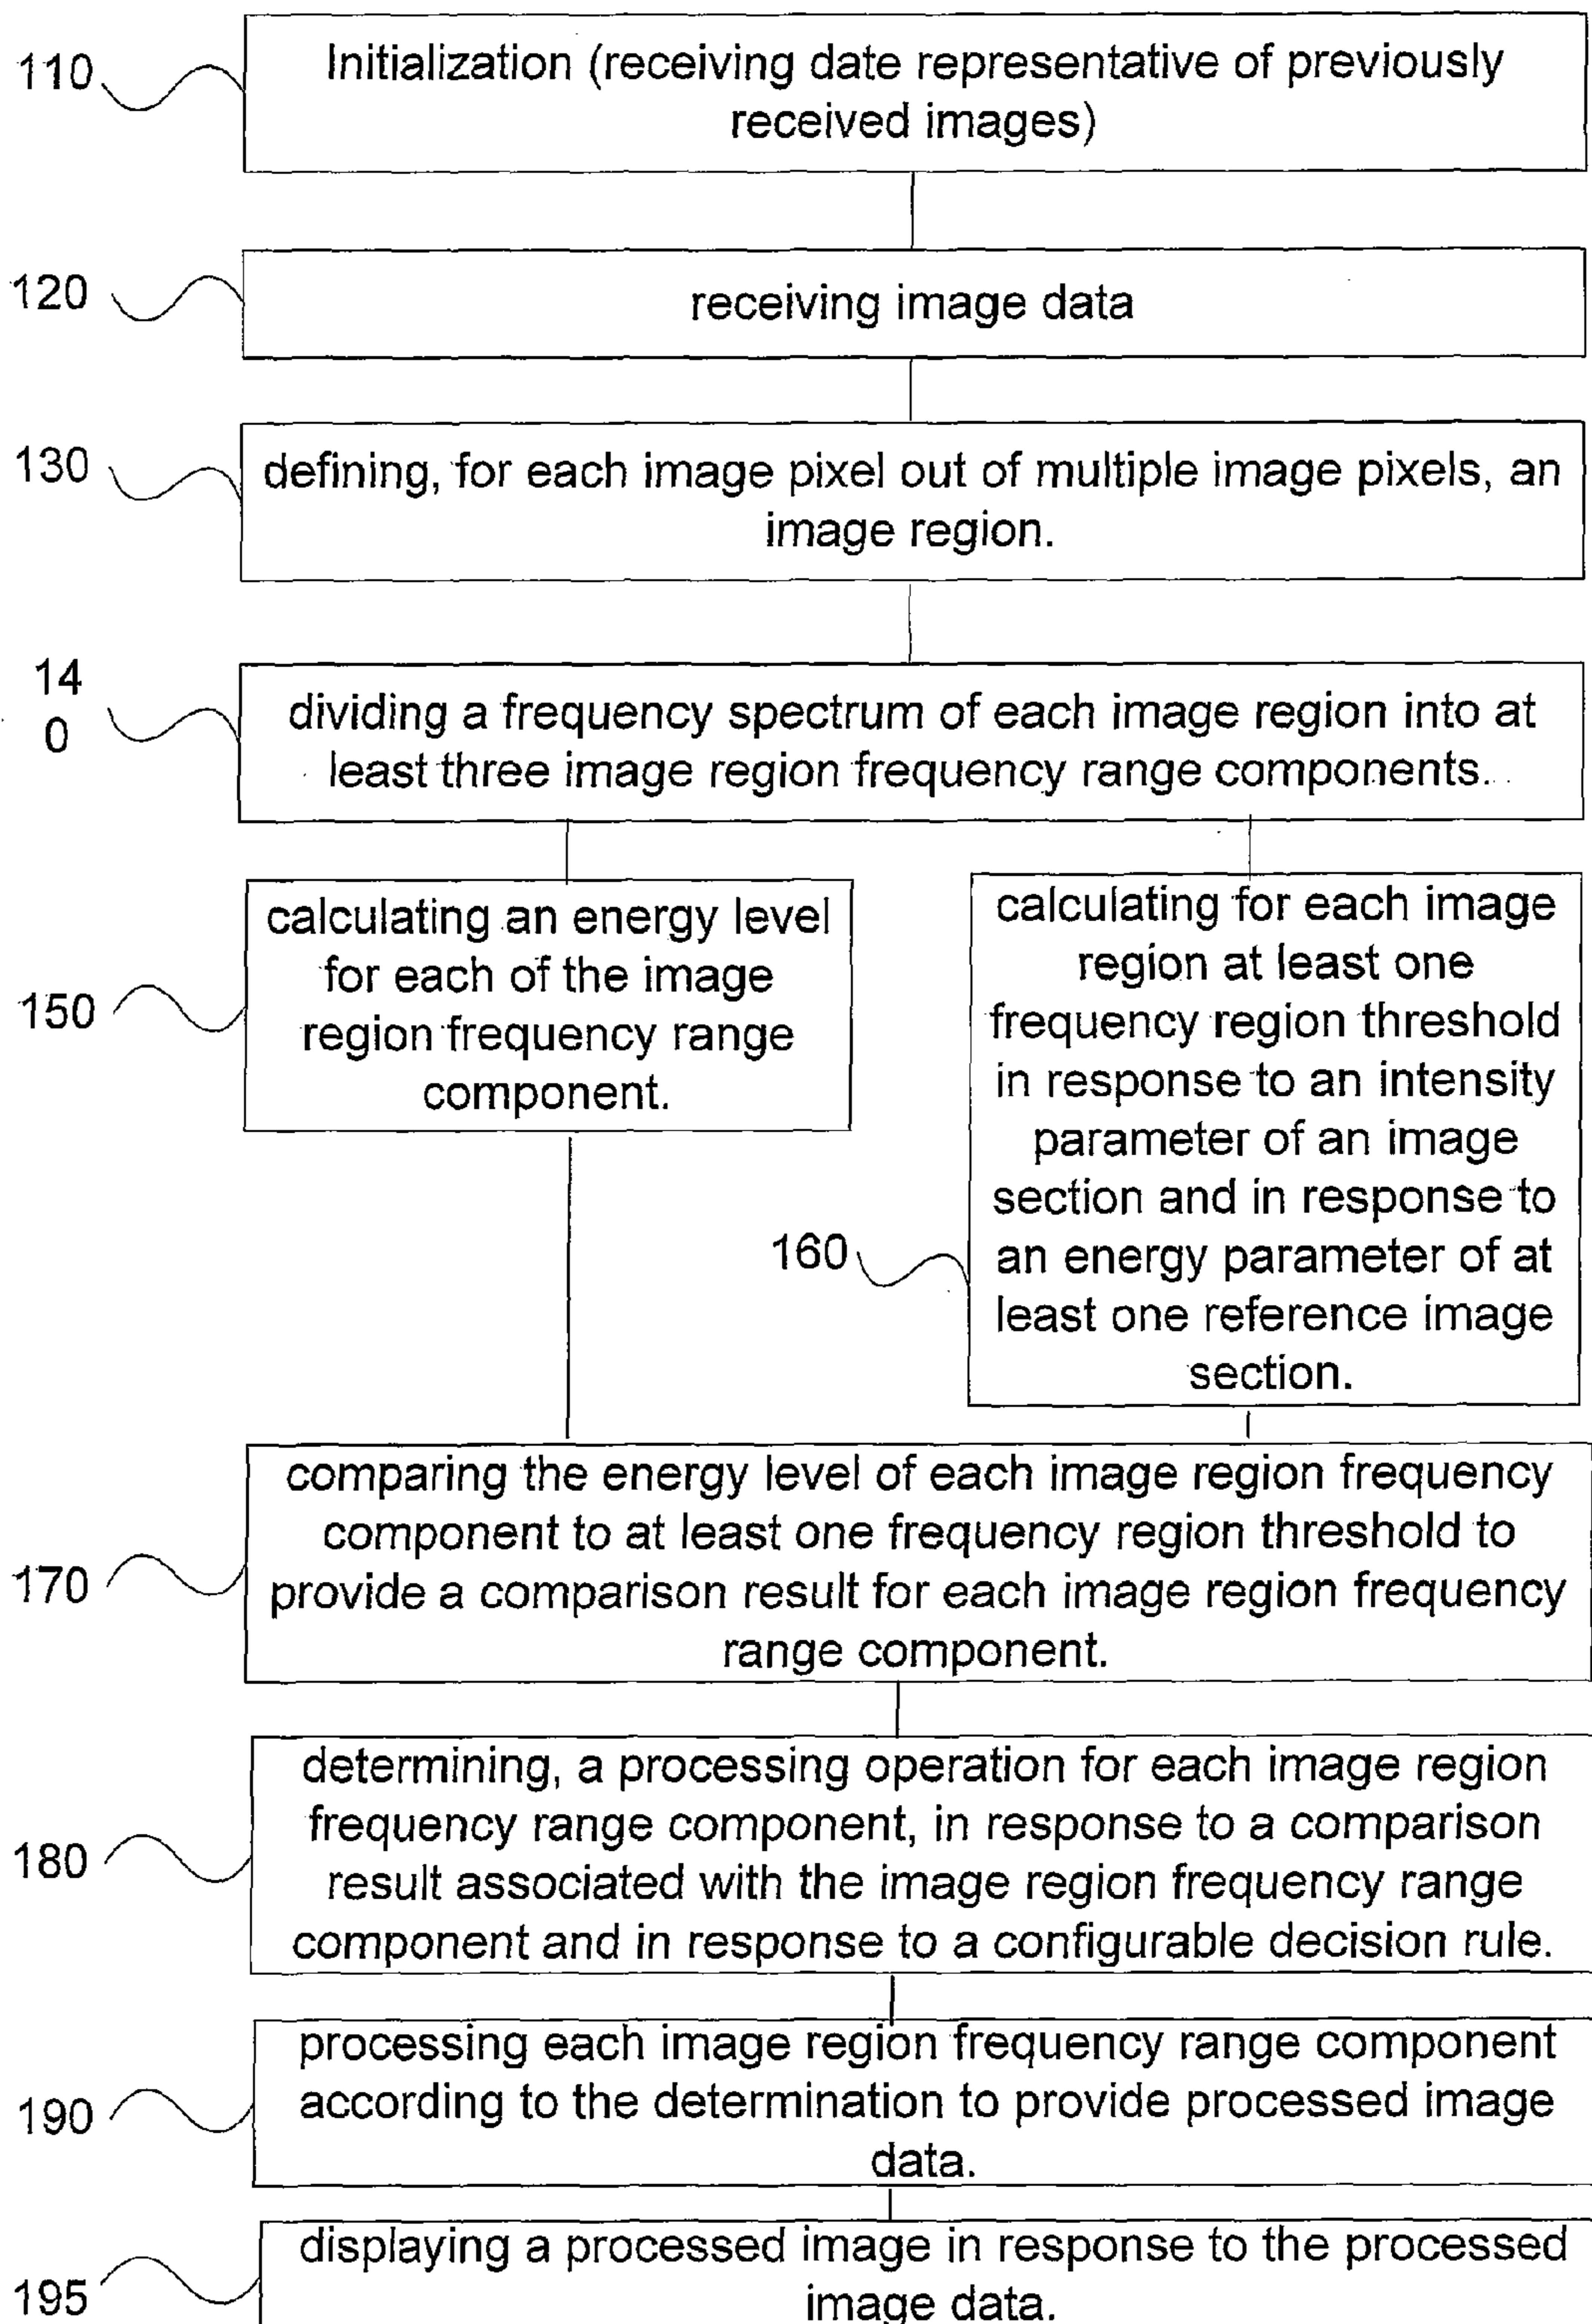 110
Initialization (receiving date representative of previously
received images)
120
receiving image data
130
defining, for each image pixel out of multiple image pixels, an
image region.
14
0
dividing a frequency spectrum of each image region into at
least three image region frequency range components.
150
calculating an energy level
for each of the image
region frequency range
component.
160
calculating for each image
region at least one
frequency region threshold
in response to an intensity
parameter of an image
section and in response to
an energy parameter of at
least one reference image
section.
170
comparing the energy level of each image region frequency
component to at least one frequency region threshold to
provide a comparison result for each image region frequency
range component.
180
determining, a processing operation for each image region
frequency range component, in response to a comparison
result associated with the image region frequency range
component and in response to a configurable decision rule.
190
processing each image region frequency range component
according to the determination to provide processed image
data.
195
displaying a processed image in response to the processed
image data.